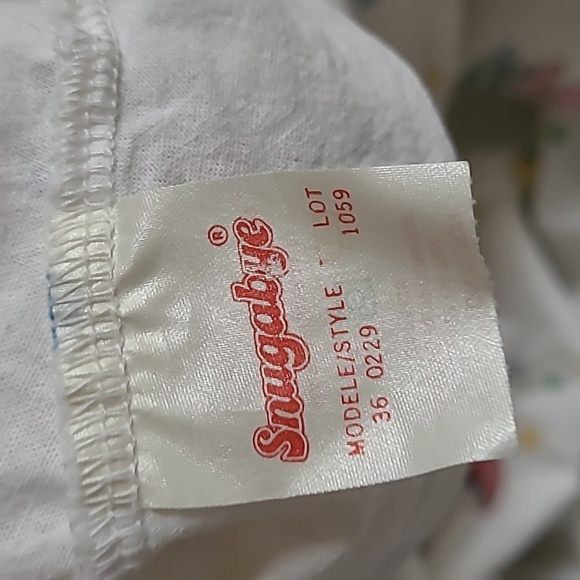 Snugabye®
MODELE/STYLE - LOT
36 0229 1059